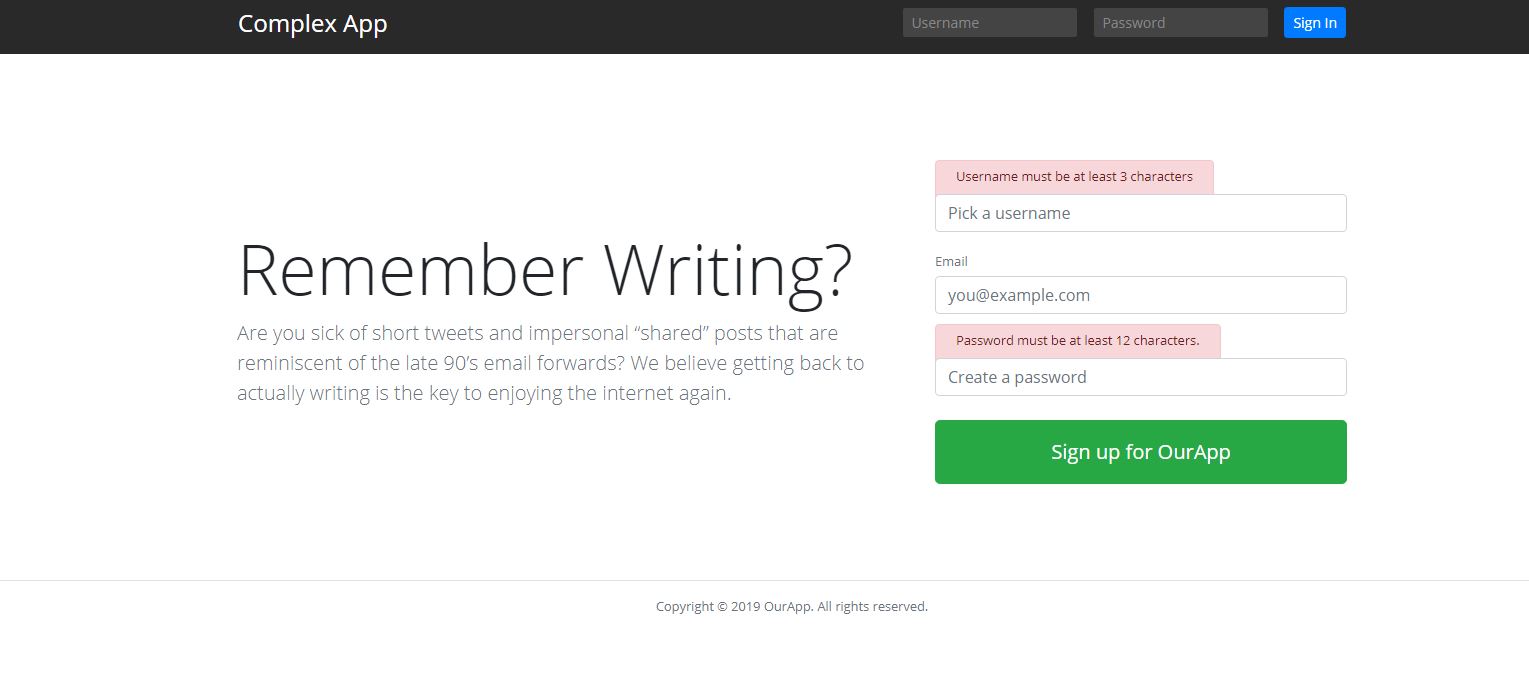 Complex App
Username
Password
Sign In
Username must be at least 3 characters
Pick a username
Email
you@example.com
Password must be at least 12 characters.
Create a password
Sign up for OurApp
Remember Writing?
Are you sick of short tweets and impersonal “shared” posts that are
reminiscent of the late 90’s email forwards? We believe getting back to
actually writing is the key to enjoying the internet again.
Copyright © 2019 OurApp. All rights reserved.